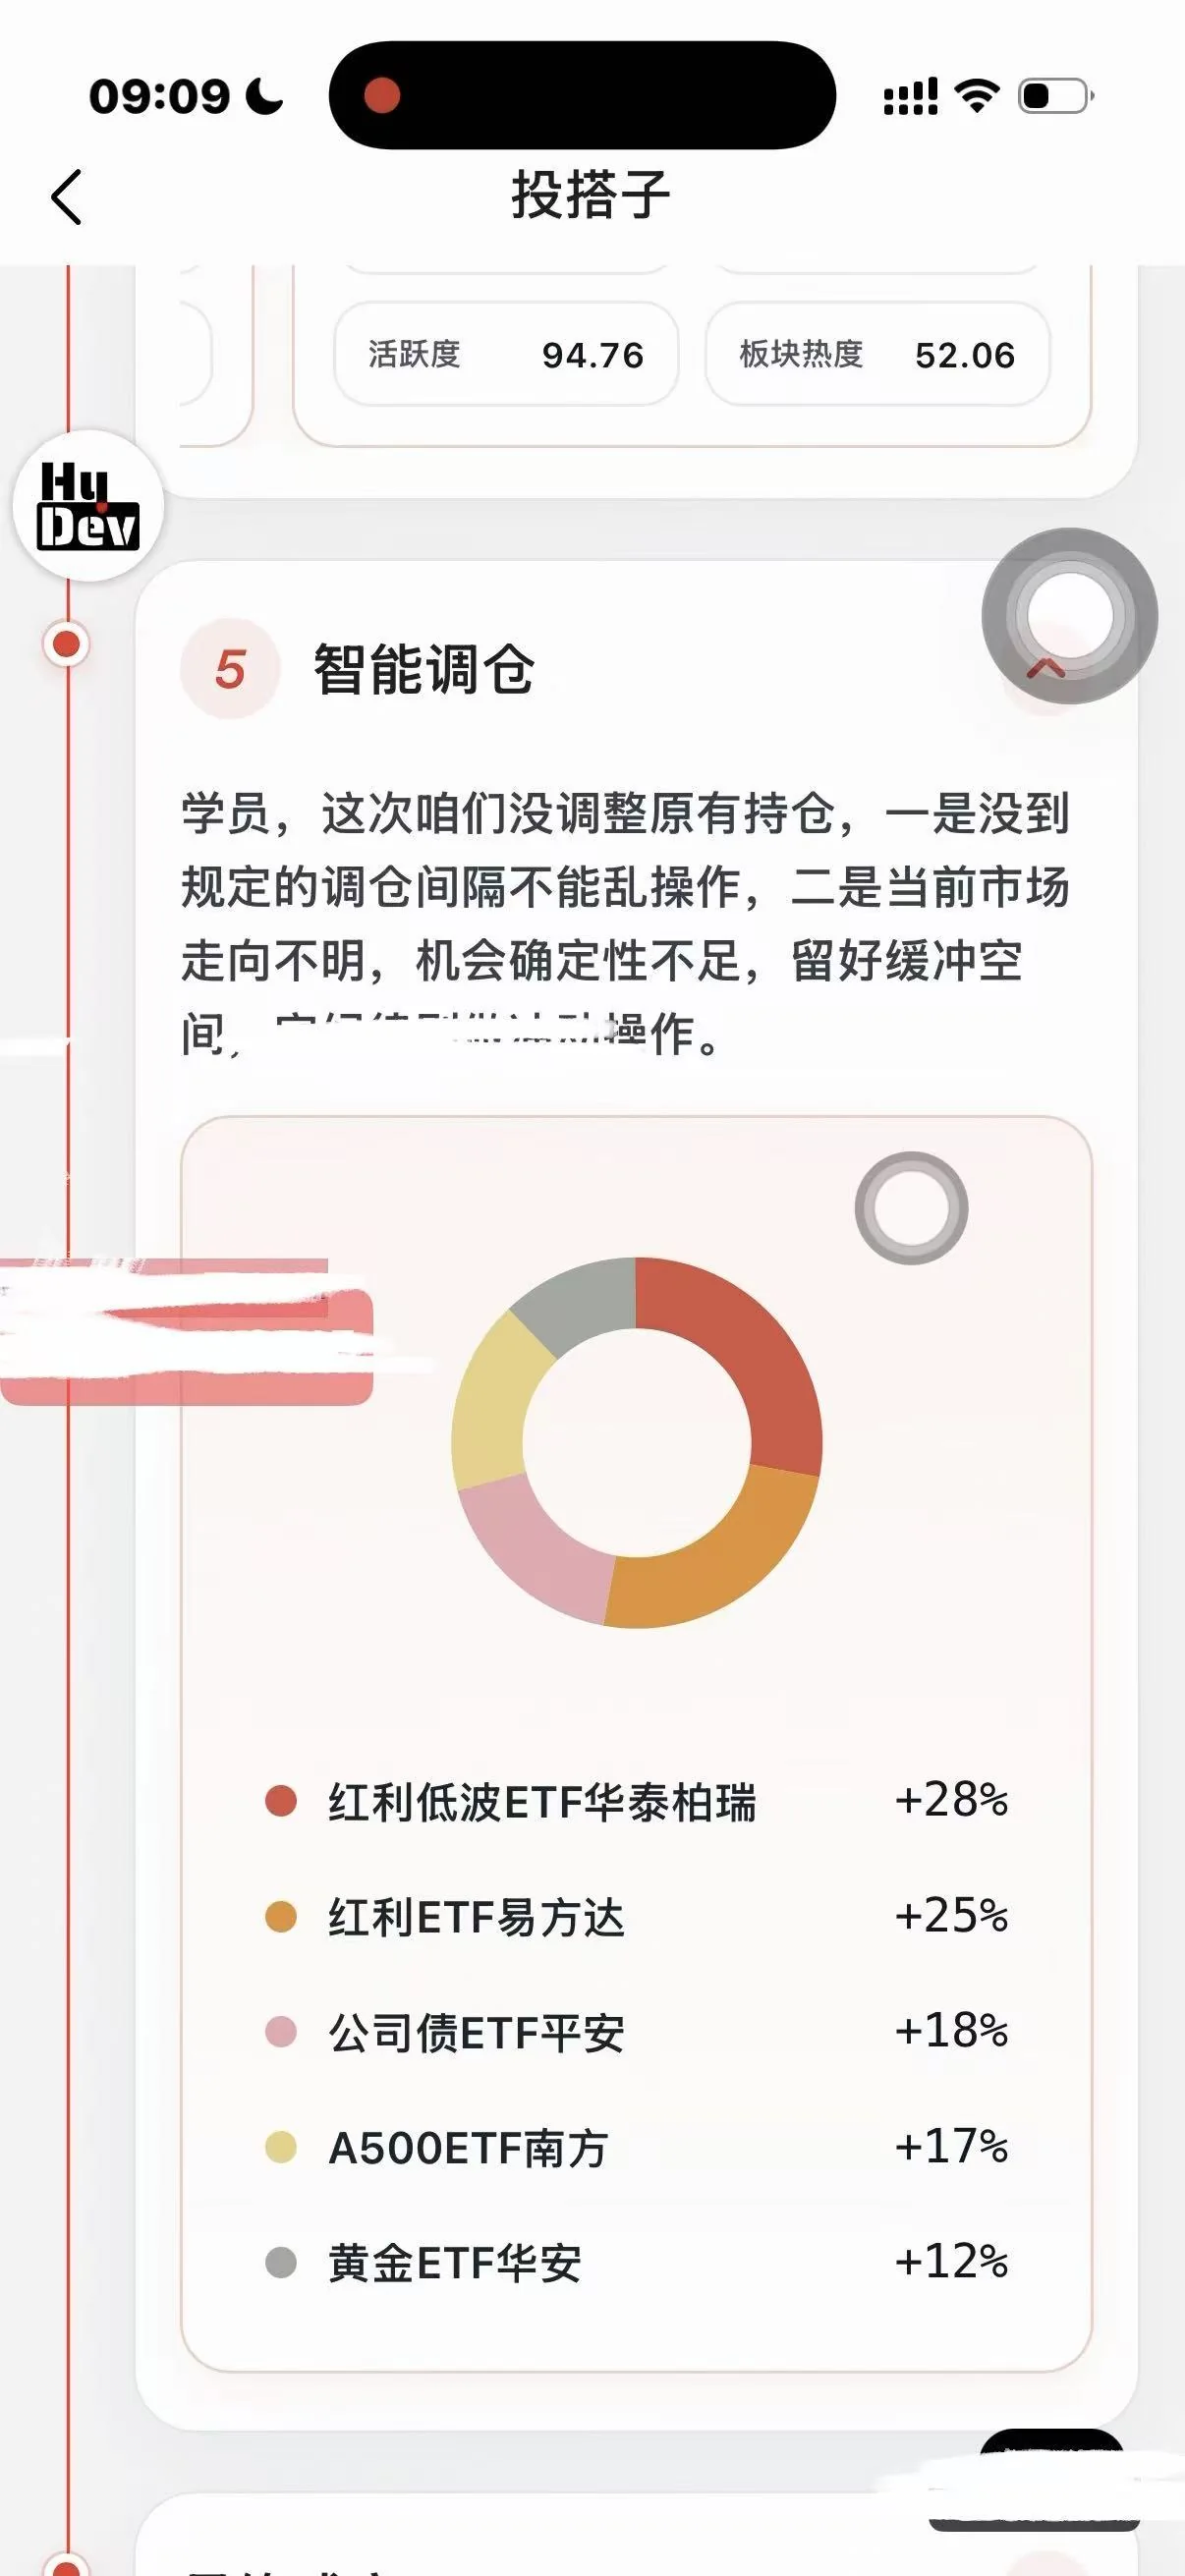 09:09
投搭子
活跃度 94.76 板块热度 52.06
Hy
Dev
5 智能调仓
学员，这次咱们没调整原有持仓，一是没到
规定的调仓间隔不能乱操作，二是当前市场
走向不明，机会确定性不足，留好缓冲空
间，操作。
红利低波ETF华泰柏瑞 +28%
红利ETF易方达 +25%
公司债ETF平安 +18%
A500ETF南方 +17%
黄金ETF华安 +12%